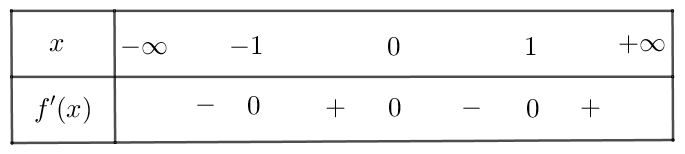 x −∞ −1 0 1 +∞
f′(x) − 0 + 0 − 0 +